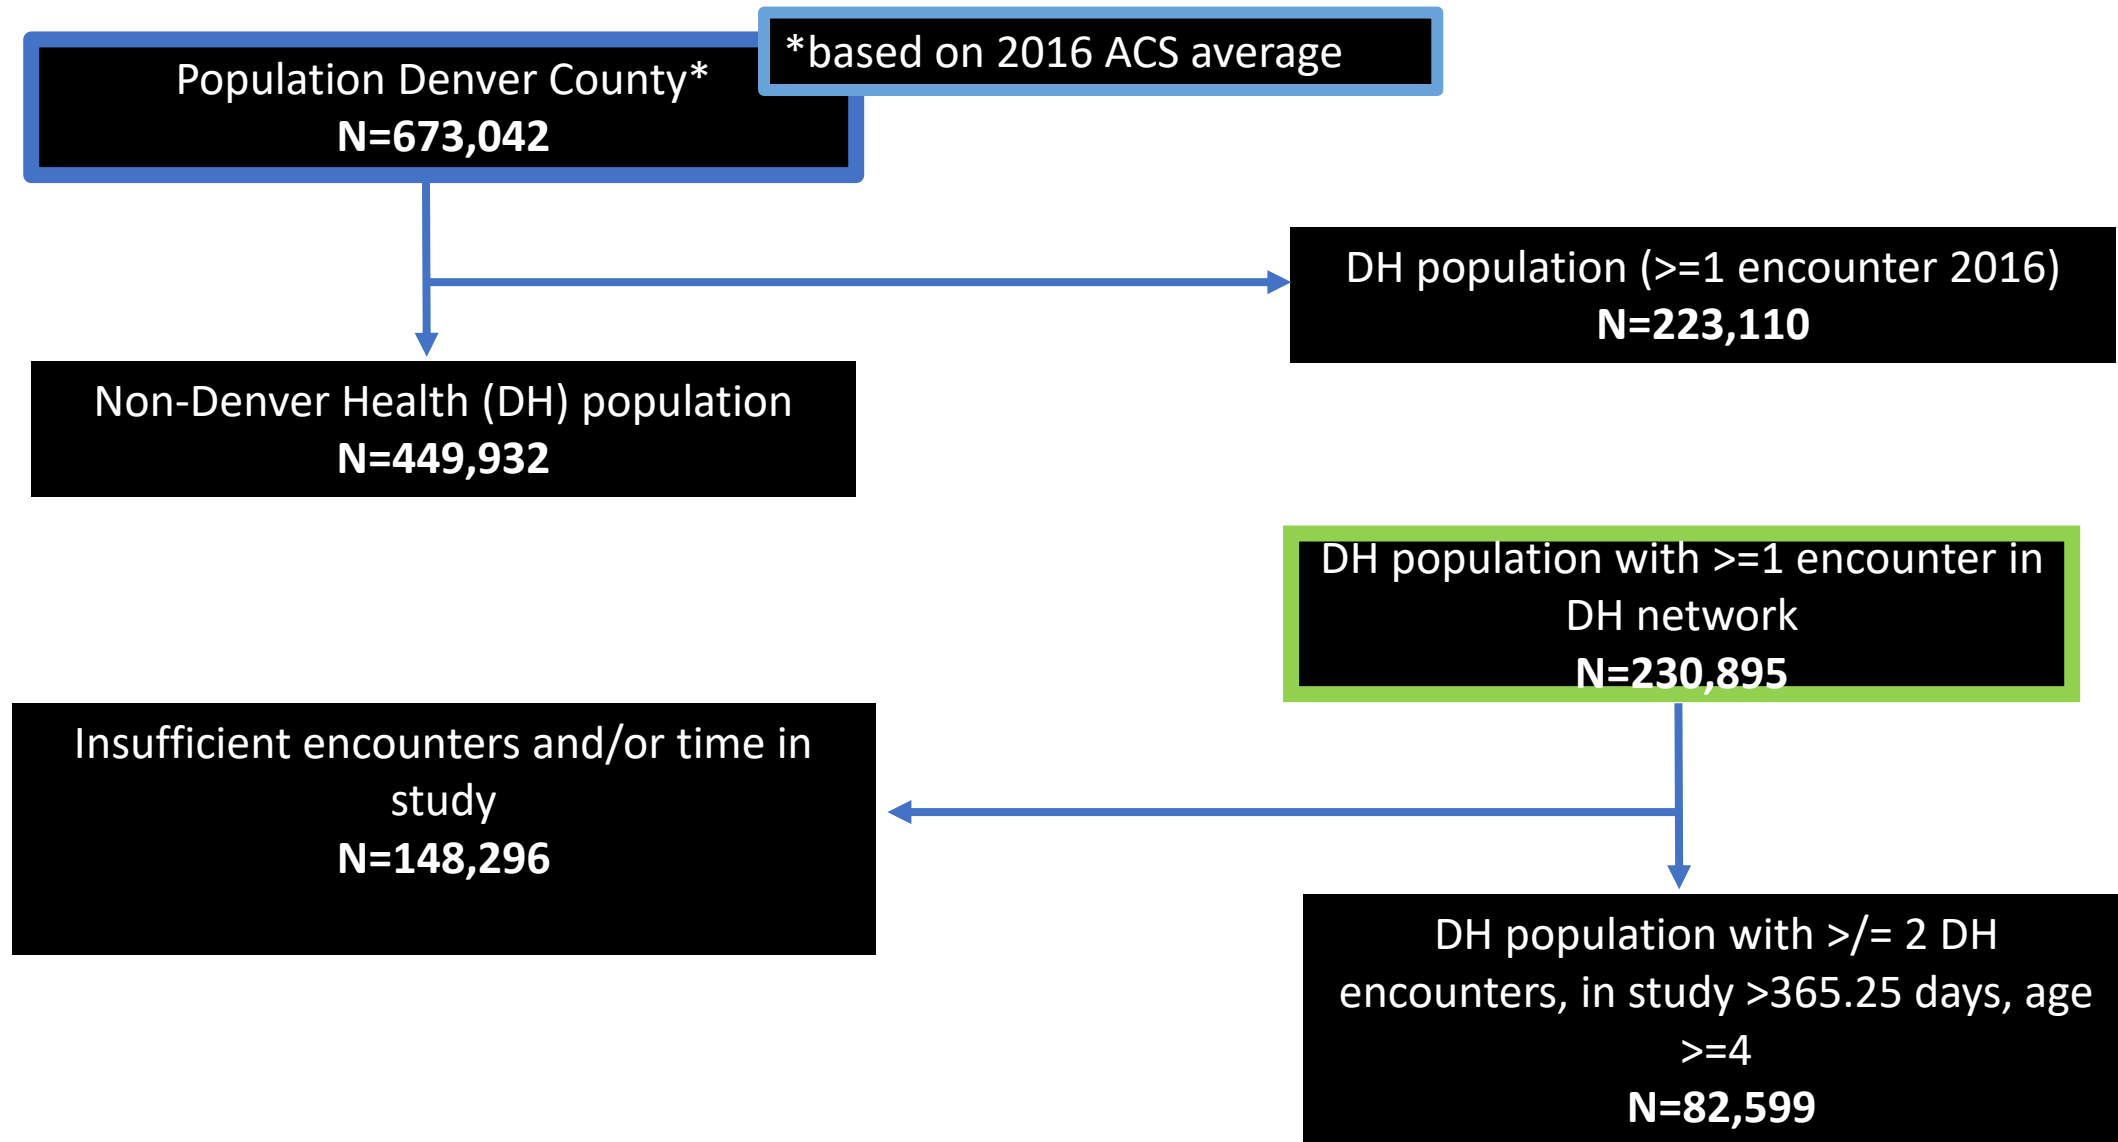 Population Denver County*
N=673,042
*based on 2016 ACS average
DH population (>=1 encounter 2016)
N=223,110
Non-Denver Health (DH) population
N=449,932
DH population with >=1 encounter in
DH network
N=230,895
Insufficient encounters and/or time in
study
N=148,296
DH population with >/= 2 DH
encounters, in study >365.25 days, age
>=4
N=82,599